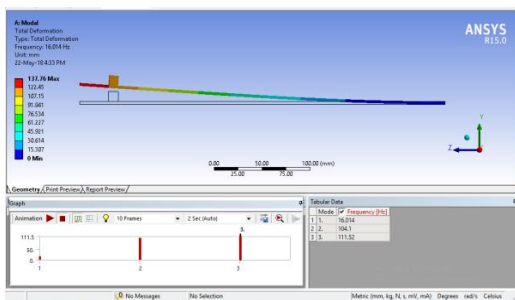 A: Modal
Total Deformation
Type: Total Deformation
Frequency: 16.014 Hz
Unit: mm
22-May-18 4:33 PM
137.76 Max
122.45
107.15
91.841
76.534
61.227
45.921
30.614
15.307
0 Min
ANSYS
R15.0
Y
Z
0.00
50.00
100.00 (mm)
25.00
75.00
Geometry / Print Preview / Report Preview /
Graph
Animation
10 Frames
2 Sec (Auto)
3.
111.5
50.
0.
1
2
3
Tabular Data
Mode
Frequency [Hz]
1 1. 16.014
2 2. 104.1
3 3. 111.52
No Messages
No Selection
Metric (mm, kg, N, s, mV, mA) Degrees rad/s Celsius